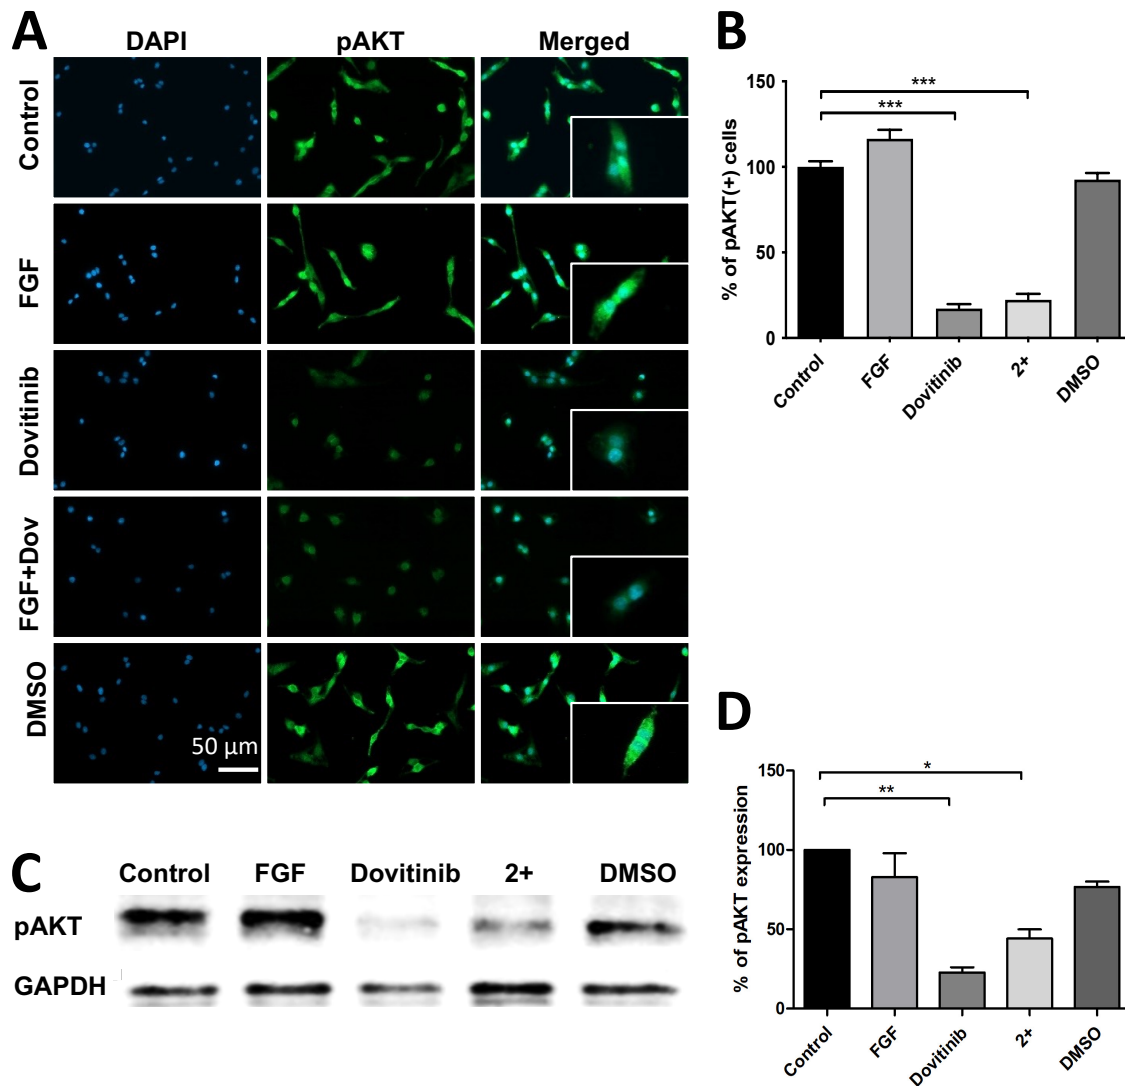 A
DAPI
pAKT
Merged
Control
FGF
Dovitinib
FGF+Dov
DMSO
50 µm
B
% of pAKT(+) cells
150
100
50
0
***
***
Control
FGF
Dovitinib
2+
DMSO
C
Control
FGF
Dovitinib
2+
DMSO
pAKT
GAPDH
D
% of pAKT expression
150
100
50
0
*
**
Control
FGF
Dovitinib
2+
DMSO